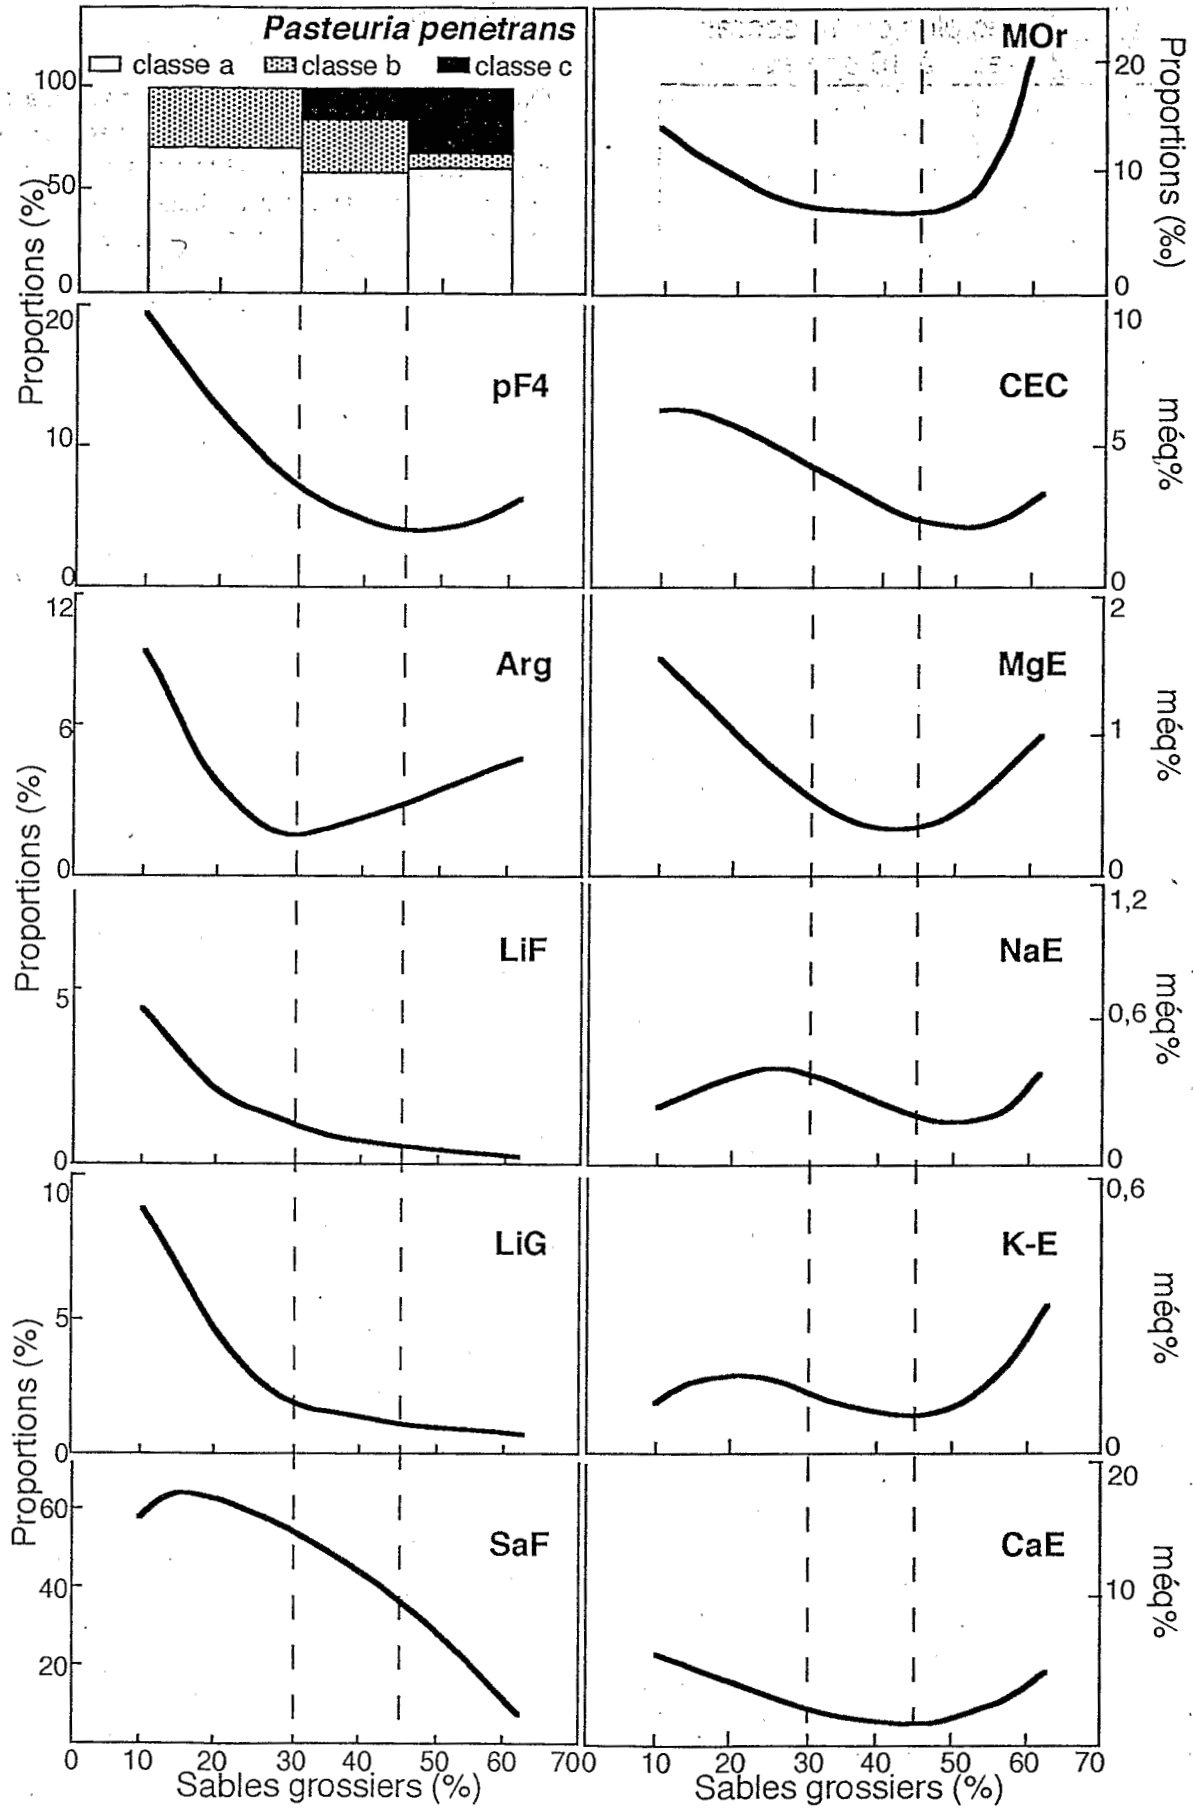 Pasteuria penetrans
classe a classe b classe c
100
50
0
Proportions (%)
MOr
20
10
0
Proportions (‰)
20
10
0
pF4
10
5
0
CEC
méq%
12
6
0
Arg
Proportions (%)
2
1
0
MgE
méq%
5
0
LiF
1,2
0,6
0
NaE
méq%
10
5
0
LiG
Proportions (%)
0,6
0
K-E
méq%
60
40
20
SaF
20
10
CaE
méq%
0 10 20 30 40 50 60 70 0 10 20 30 40 50 60 70
Sables grossiers (%) Sables grossiers (%)